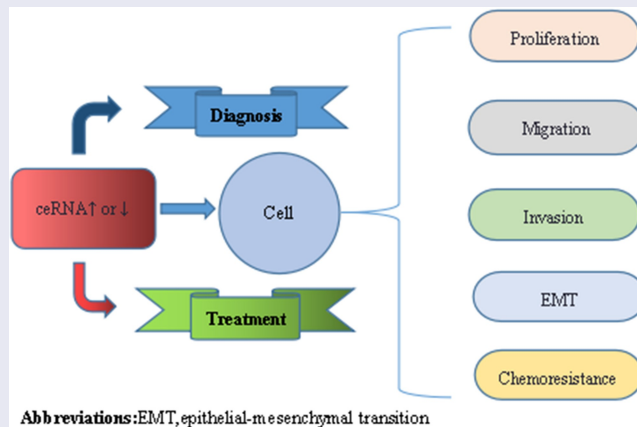 Proliferation
Diagnosis
Migration
ceRNA↑ or ↓
Cell
Invasion
EMT
Treatment
Chemoresistance
Abbreviations:EMT,epithelial-mesenchymal transition